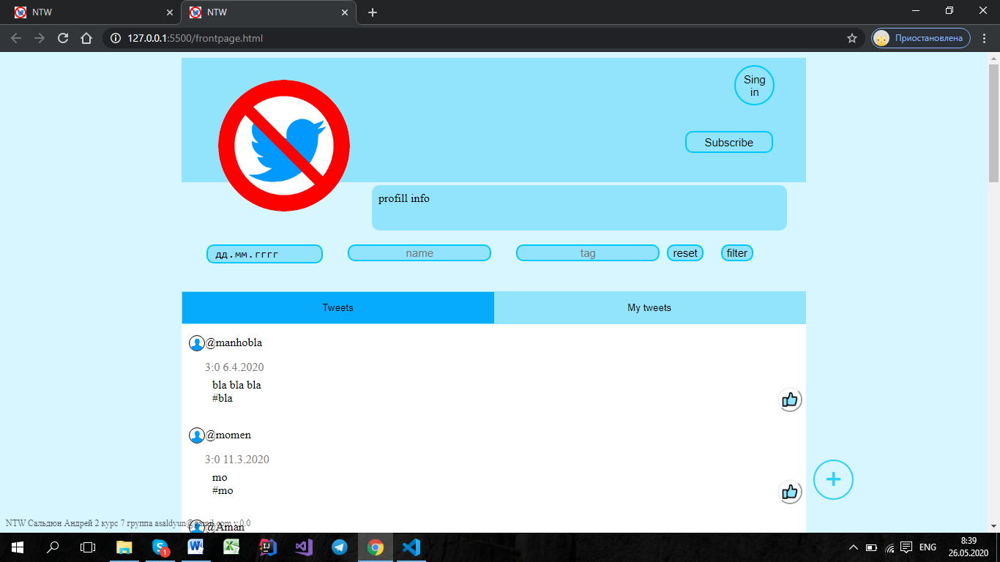 NTW
NTW
127.0.0.1:5500/frontpage.html
Приостановлена
Sing
in
Subscribe
profill info
дд.мм.гггг
name
tag
reset
filter
Tweets
My tweets
@manhobla
3:0 6.4.2020
bla bla bla
#bla
@momen
3:0 11.3.2020
mo
#mo
@Aman
NTW Сальдюн Андрей 2 курс 7 группа asaldyun@gamil.com v.0.0
1
ENG
8:39
26.05.2020